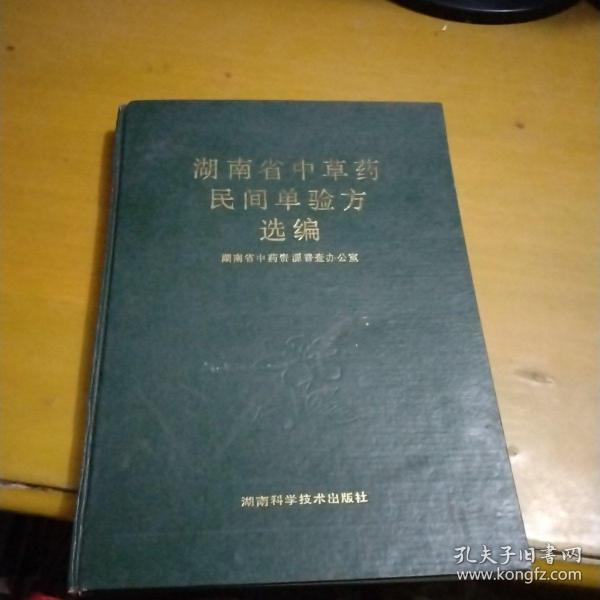 湖南省中草药
民间单验方
选编
湖南省中药资源普查办公室
湖南科学技术出版社
孔夫子旧书网
www.kongfz.com